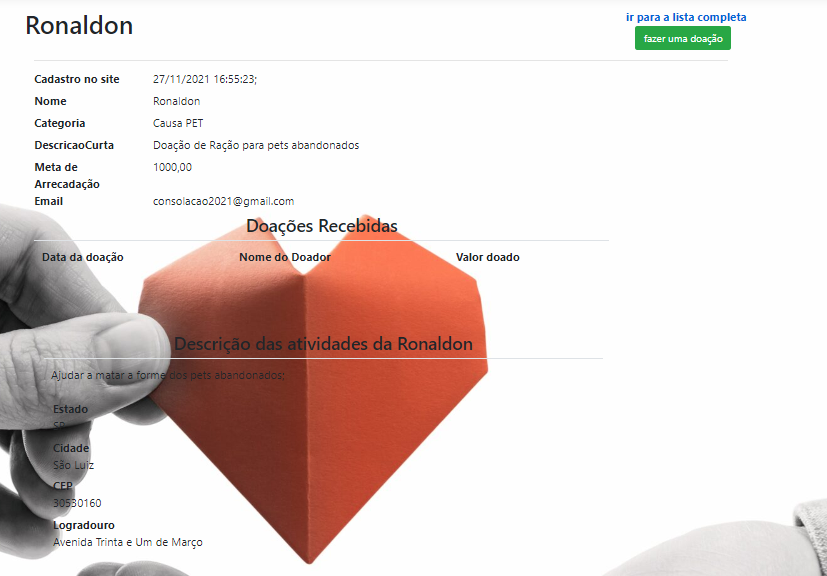 Ronaldon
ir para a lista completa
fazer uma doação
Cadastro no site 27/11/2021 16:55:23;
Nome Ronaldon
Categoria Causa PET
DescricaoCurta Doação de Ração para pets abandonados
Meta de Arrecadação 1000,00
Email consolacao2021@gmail.com
Doações Recebidas
Data da doação Nome do Doador Valor doado
Descrição das atividades da Ronaldon
Ajudar a matar a forme dos pets abandonados;
Estado
SP
Cidade
São Luiz
CEP
30530160
Logradouro
Avenida Trinta e Um de Março